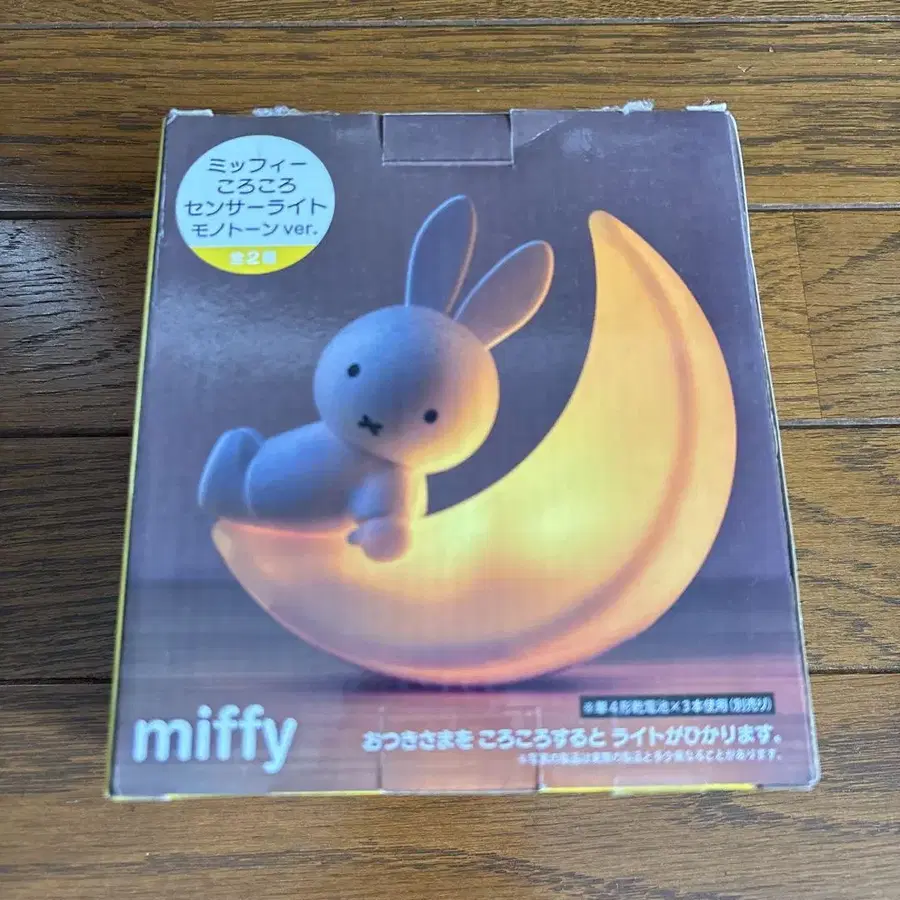 ミッフィー
ころころ
センサーライト
モノトーンver.
全2種
miffy
※単4形乾電池×3本使用(別売り)
おつきさまを ころころすると ライトがひかります。
※写真の製品は実際の製品と多少異なることがあります。